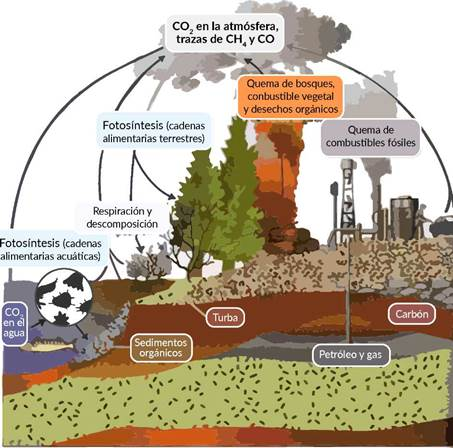 CO₂ en la atmósfera,
trazas de CH₄ y CO
Quema de bosques,
conbustible vegetal
y desechos orgánicos
Fotosíntesis (cadenas
alimentarias terrestres)
Quema de
combustibles fósiles
Respiración y
descomposición
Fotosíntesis (cadenas
alimentarias acuáticas)
CO₂
en el
agua
Turba
Carbón
Sedimentos
orgánicos
Petróleo y gas